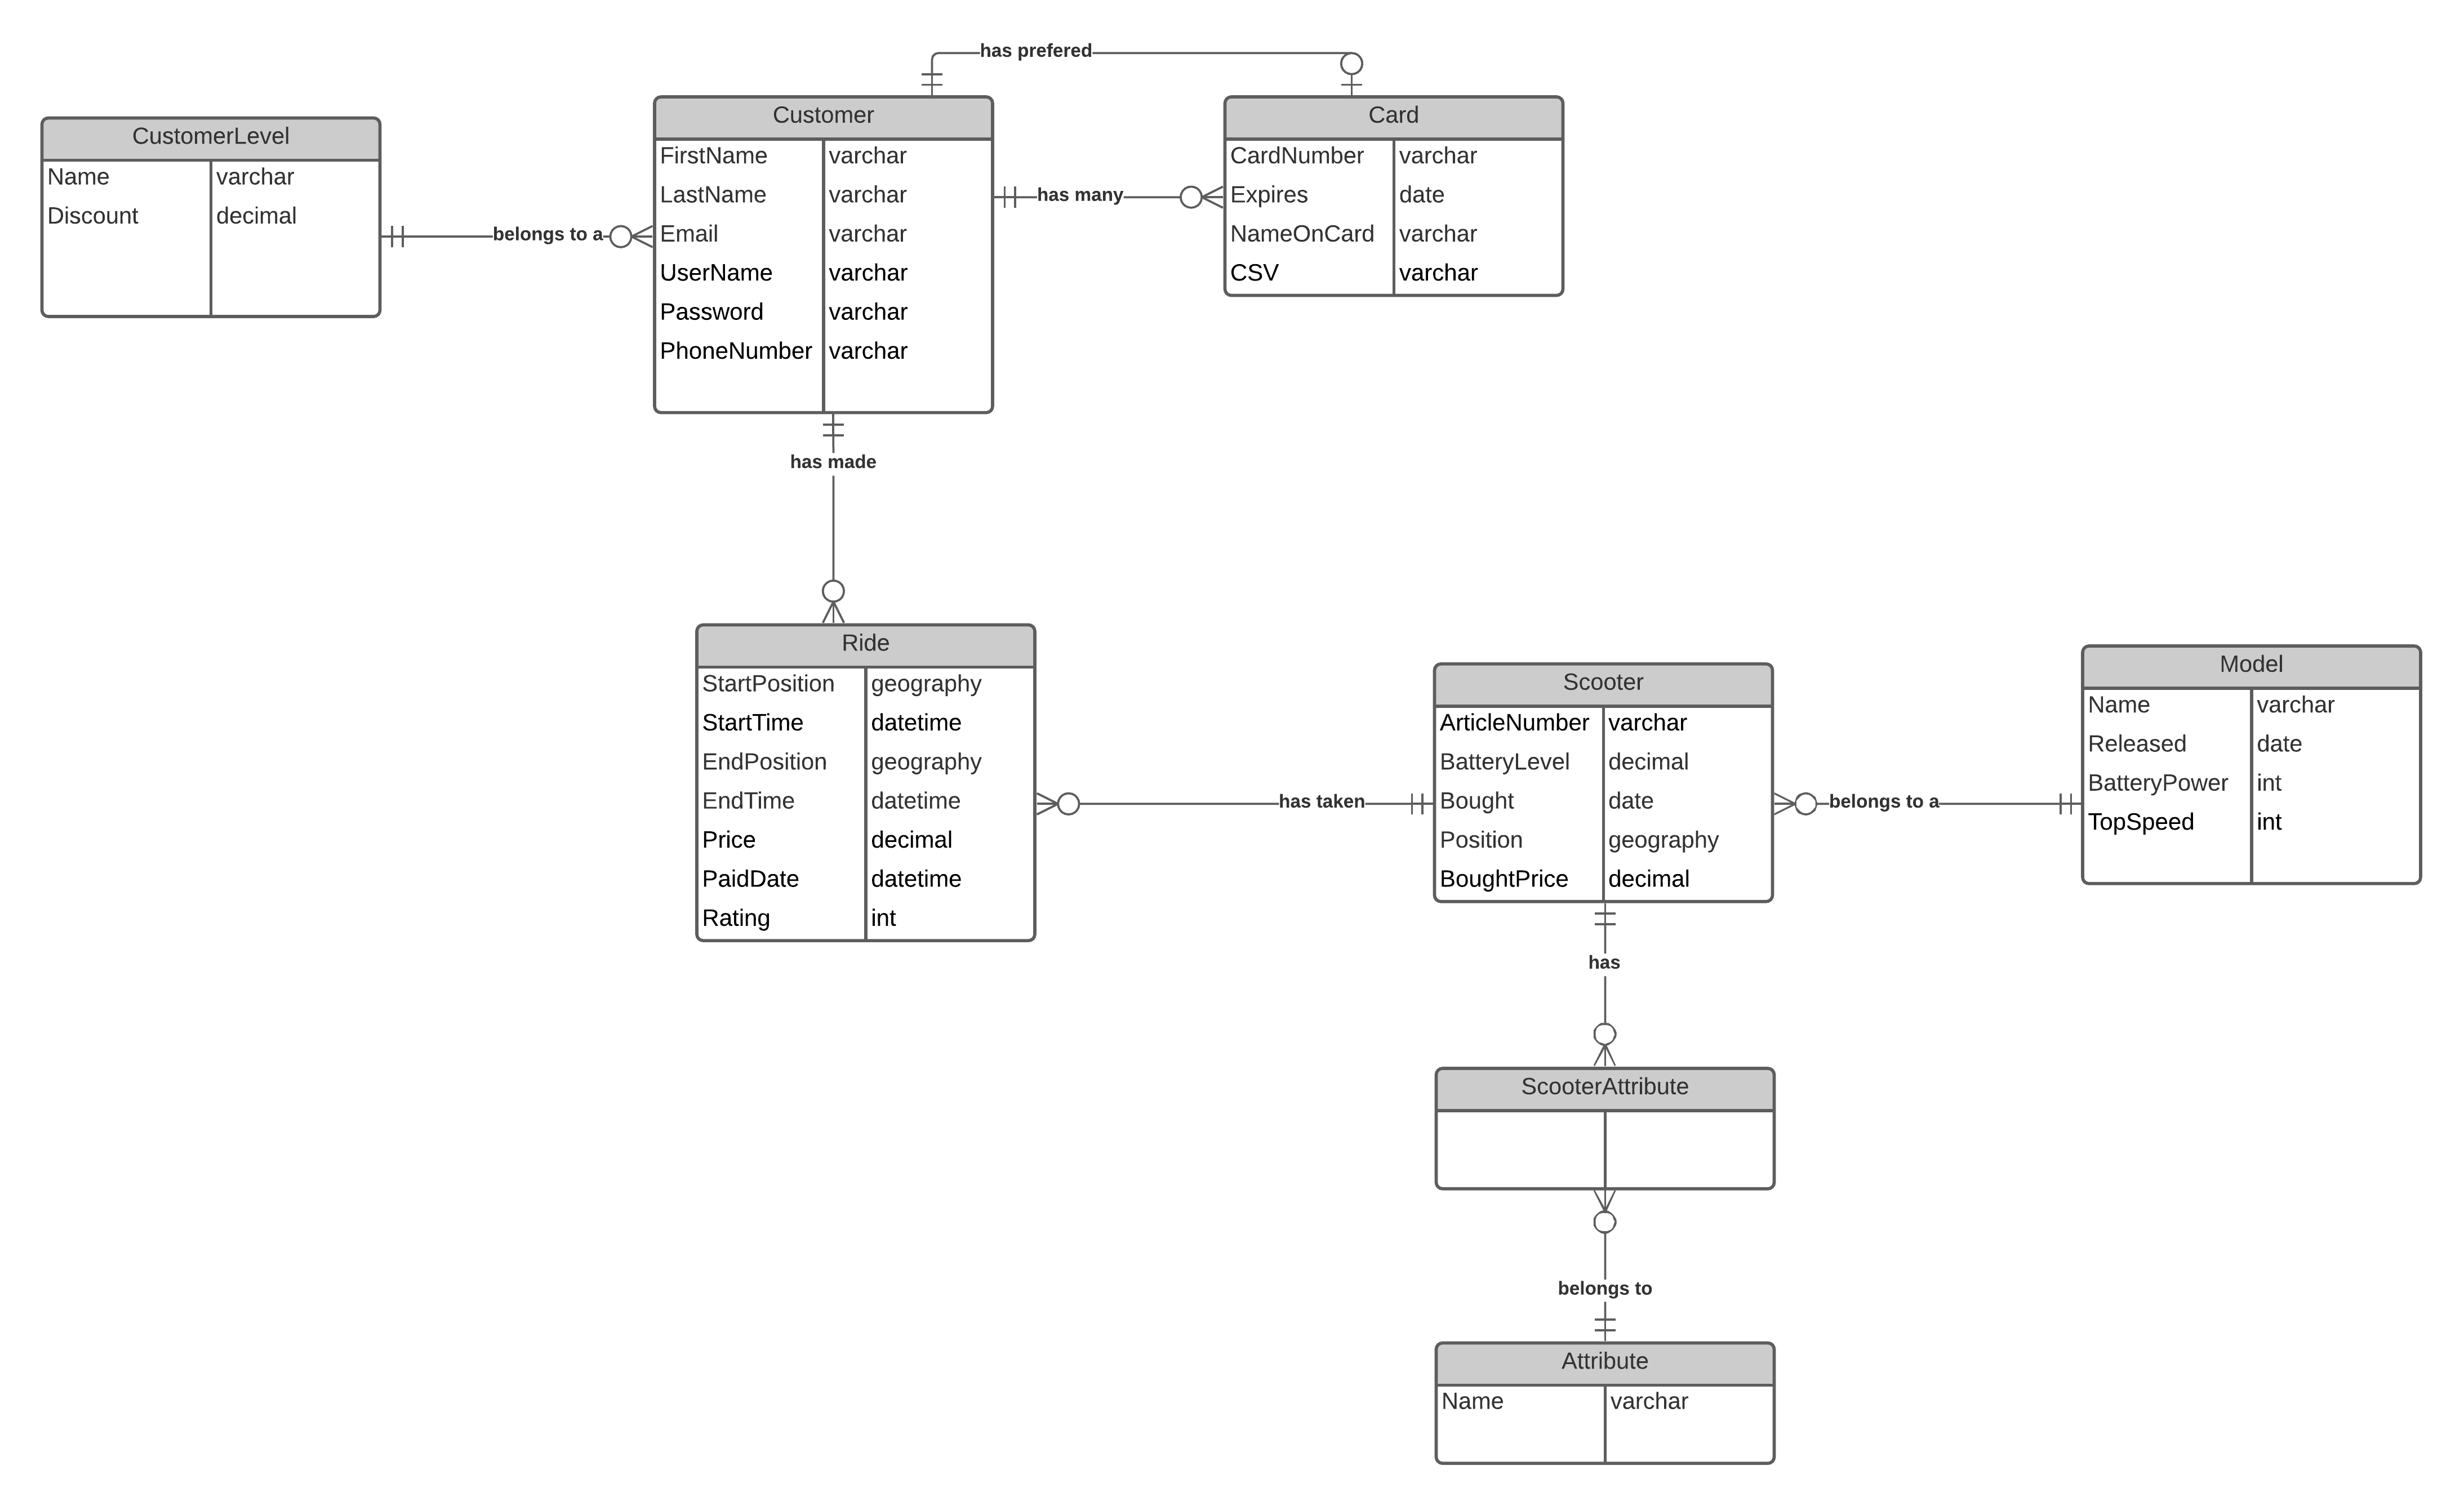 has prefered
CustomerLevel
Name varchar
Discount decimal
belongs to a
Customer
FirstName varchar
LastName varchar
Email varchar
UserName varchar
Password varchar
PhoneNumber varchar
has many
Card
CardNumber varchar
Expires date
NameOnCard varchar
CSV varchar
has made
Ride
StartPosition geography
StartTime datetime
EndPosition geography
EndTime datetime
Price decimal
PaidDate datetime
Rating int
has taken
Scooter
ArticleNumber varchar
BatteryLevel decimal
Bought date
Position geography
BoughtPrice decimal
belongs to a
Model
Name varchar
Released date
BatteryPower int
TopSpeed int
has
ScooterAttribute
belongs to
Attribute
Name varchar